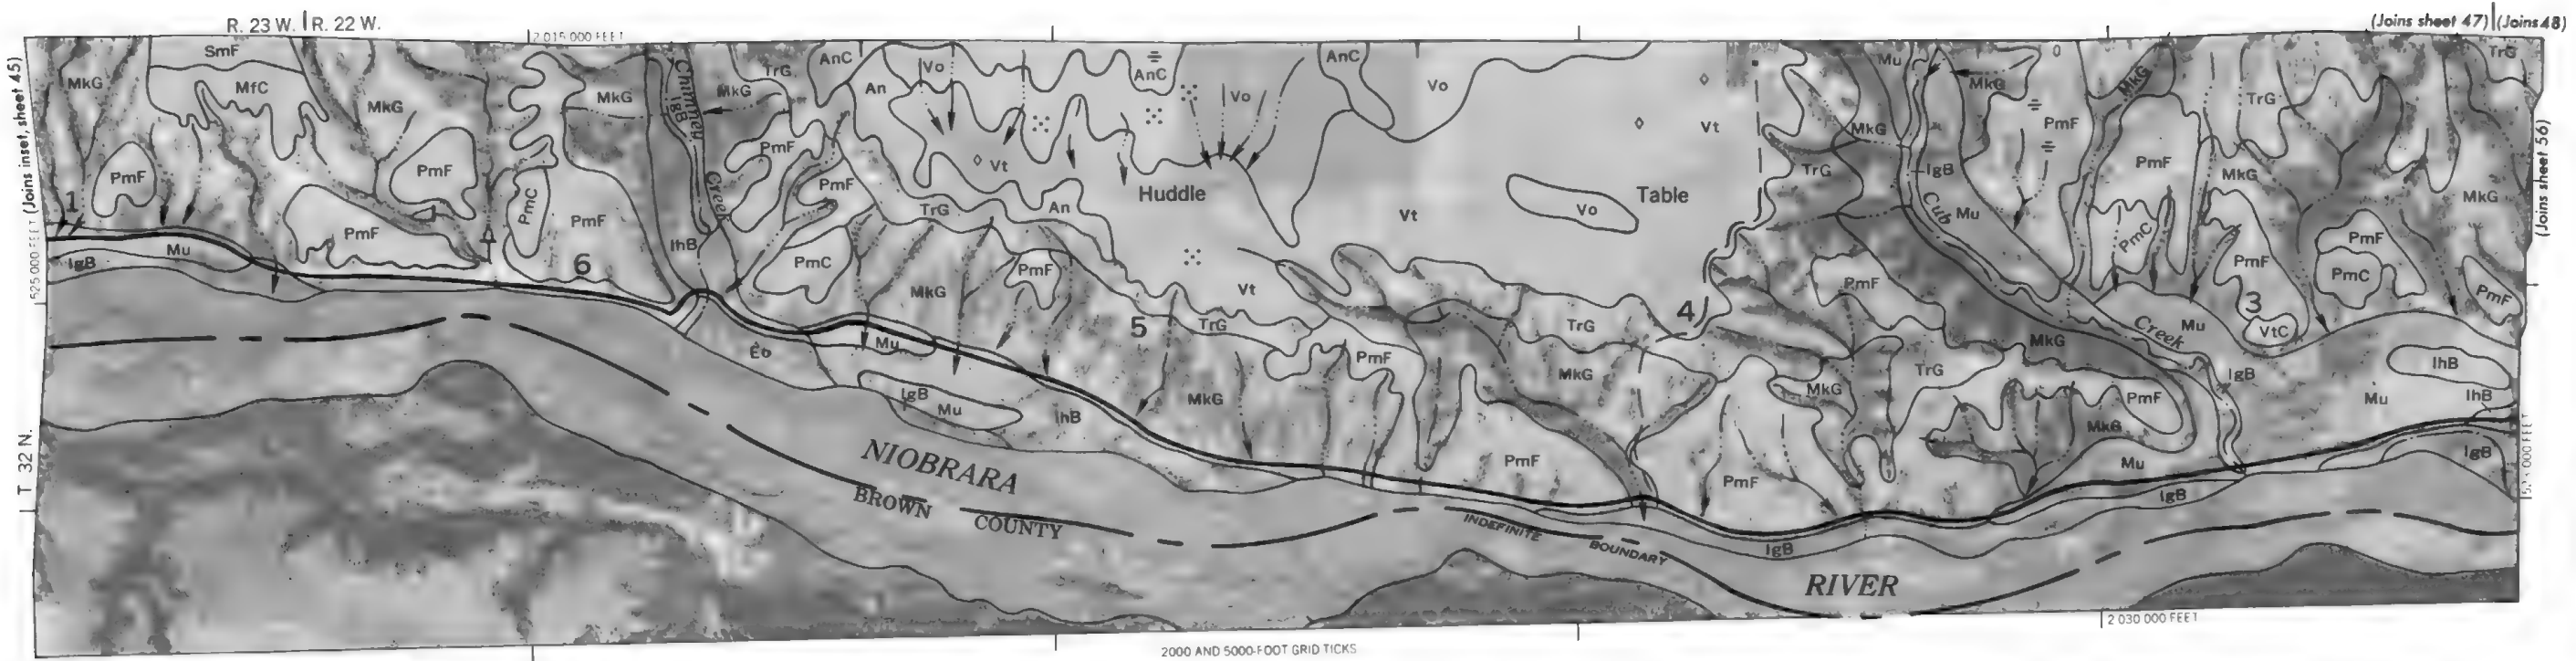 R. 23 W. | R. 22 W.
2 015 000 FEET
(Joins sheet 47) | (Joins 48)
(Joins inset, sheet 45)
(Joins sheet 56)
SmF
MkG
MfC
MkG
MkG
Chimney
IgB
MkG
TrG
AnC
An
Vo
AnC
Vo
AnC
Vo
Mu
MkG
MkG
TrG
TrG
PmF
PmF
PmC
PmF
PmF
PmF
Creek
Vt
Huddle
Table
Vt
Vt
Vo
MkG
TrG
IgB
PmF
PmF
MkG
MkG
1
PmF
Mu
IgB
6
IhB
PmC
TrG
An
MkG
PmF
Vt
Cub
Mu
PmC
PmF
PmF
PmC
PmF
3
VtC
525 000 FEET
5
TrG
4
TrG
PmF
Creek
Mu
MkG
IgB
IhB
Mu
IhB
Mu
IgB
Mu
IhB
MkG
PmF
MkG
MkG
TrG
PmF
MkG
Mu
IgB
T 32 N.
NIOBRARA
BROWN
COUNTY
PmF
PmF
IgB
INDEFINITE
BOUNDARY
IgB
RIVER
2000 AND 5000-FOOT GRID TICKS
2 030 000 FEET